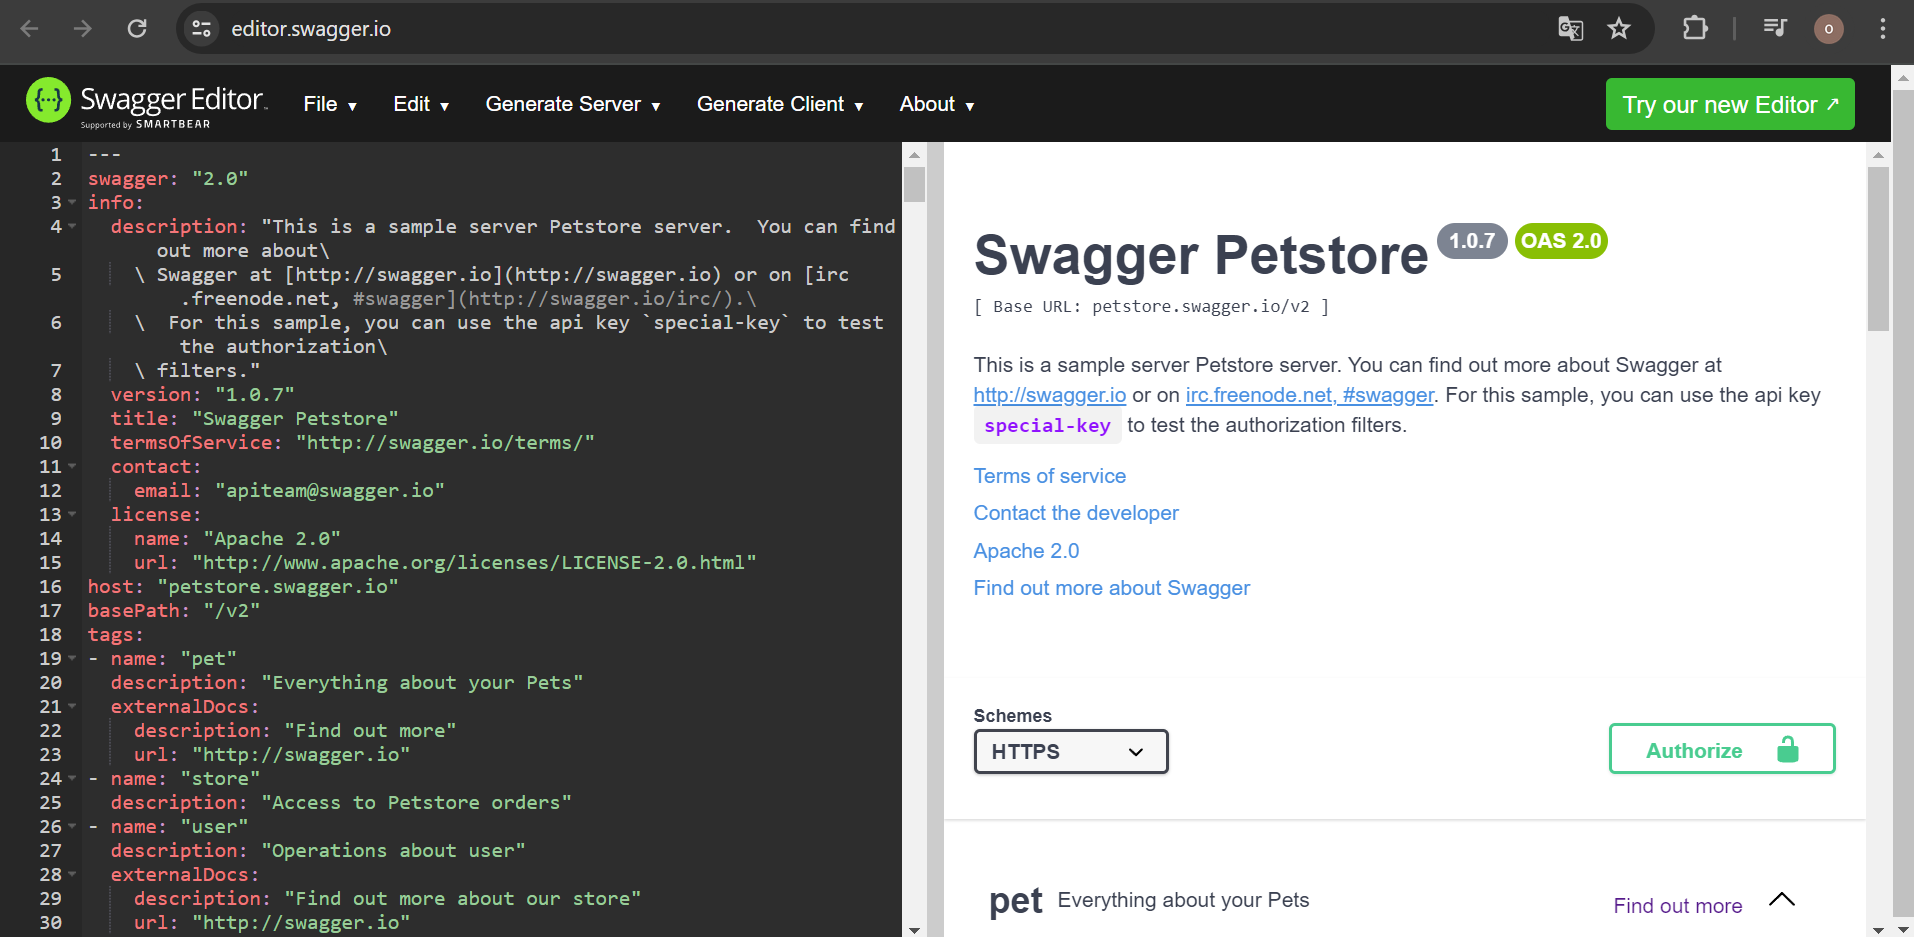 editor.swagger.io
O
{···} Swagger Editor
Supported by SMARTBEAR
File ▼ Edit ▼ Generate Server ▼ Generate Client ▼ About ▼
Try our new Editor ↗
1 ---
2 swagger: "2.0"
3 info:
4 description: "This is a sample server Petstore server.  You can find
out more about\
5 \ Swagger at [http://swagger.io](http://swagger.io) or on [irc
.freenode.net, #swagger](http://swagger.io/irc/).\
6 \  For this sample, you can use the api key `special-key` to test
the authorization\
7 \ filters."
8 version: "1.0.7"
9 title: "Swagger Petstore"
10 termsOfService: "http://swagger.io/terms/"
11 contact:
12 email: "apiteam@swagger.io"
13 license:
14 name: "Apache 2.0"
15 url: "http://www.apache.org/licenses/LICENSE-2.0.html"
16 host: "petstore.swagger.io"
17 basePath: "/v2"
18 tags:
19 - name: "pet"
20 description: "Everything about your Pets"
21 externalDocs:
22 description: "Find out more"
23 url: "http://swagger.io"
24 - name: "store"
25 description: "Access to Petstore orders"
26 - name: "user"
27 description: "Operations about user"
28 externalDocs:
29 description: "Find out more about our store"
30 url: "http://swagger.io"
Swagger Petstore 1.0.7 OAS 2.0
[ Base URL: petstore.swagger.io/v2 ]
This is a sample server Petstore server. You can find out more about Swagger at
http://swagger.io or on irc.freenode.net, #swagger. For this sample, you can use the api key
special-key to test the authorization filters.
Terms of service
Contact the developer
Apache 2.0
Find out more about Swagger
Schemes
HTTPS
Authorize
pet Everything about your Pets
Find out more